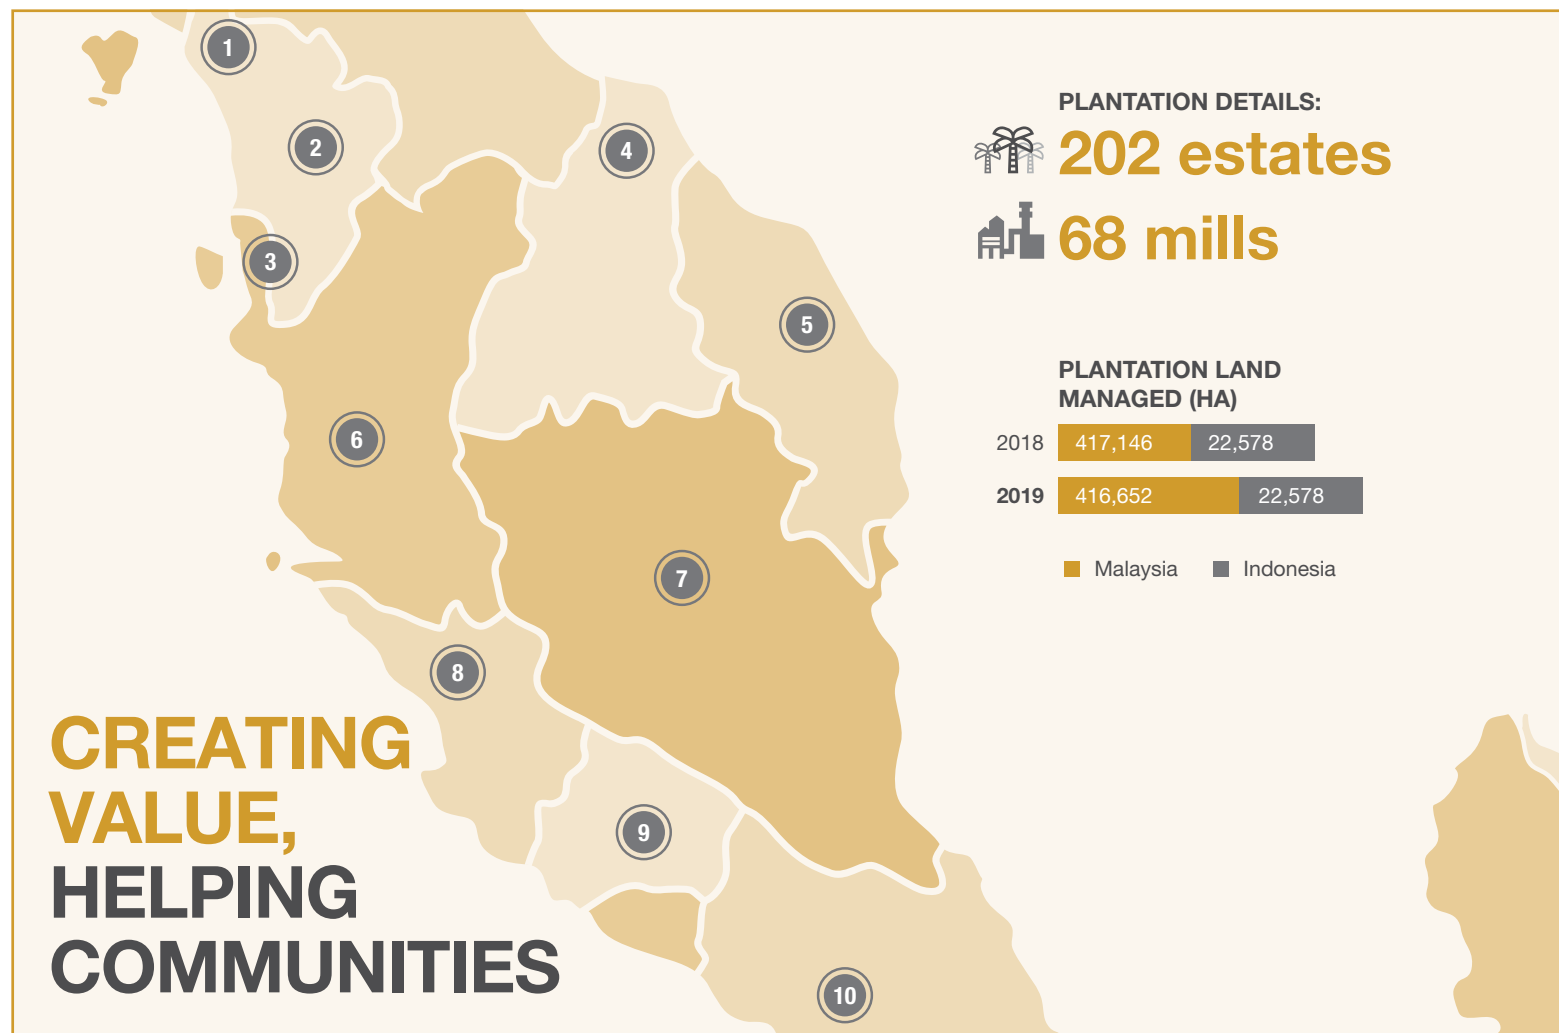 1
2
3
4
5
6
7
8
9
10
PLANTATION DETAILS:
202 estates
68 mills
PLANTATION LAND
MANAGED (HA)
2018 417,146 22,578
2019 416,652 22,578
Malaysia Indonesia
CREATING
VALUE,
HELPING
COMMUNITIES